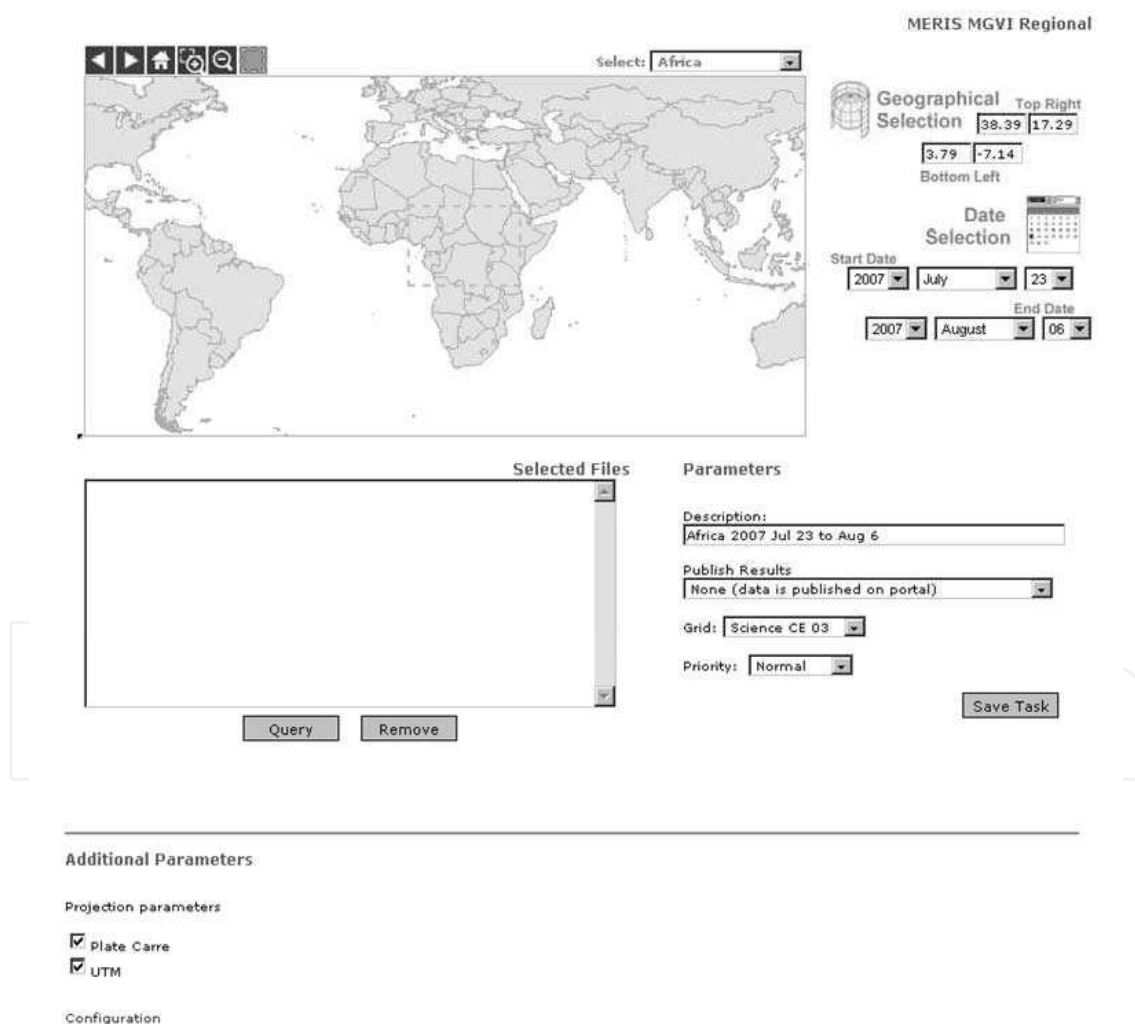 MERIS MGVI Regional
Select: Africa
Geographical Selection
Top Right
38.39 17.29
3.79 -7.14
Bottom Left
Date Selection
Start Date
2007 July 23
End Date
2007 August 06
Selected Files
Query Remove
Parameters
Description:
Africa 2007 Jul 23 to Aug 6
Publish Results
None (data is published on portal)
Grid: Science CE 03
Priority: Normal
Save Task
Additional Parameters
Projection parameters
Plate Carre
UTM
Configuration